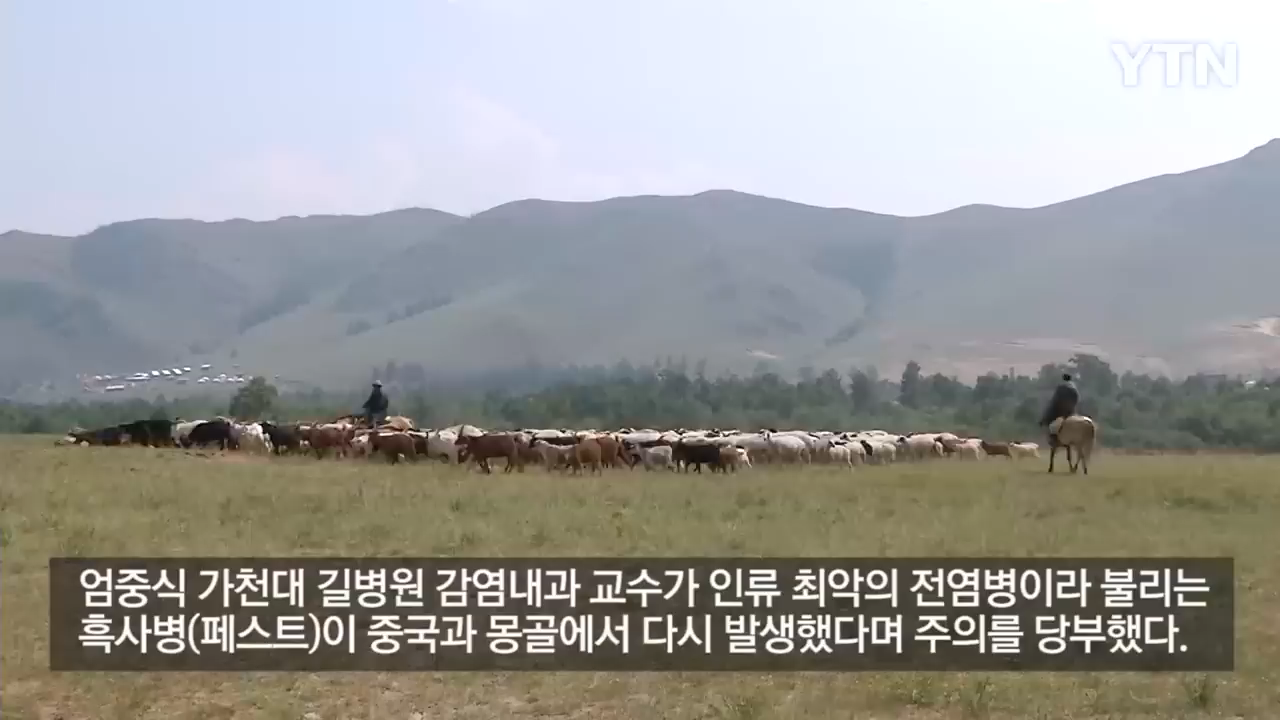 YTN
엄중식 가천대 길병원 감염내과 교수가 인류 최악의 전염병이라 불리는
흑사병(페스트)이 중국과 몽골에서 다시 발생했다며 주의를 당부했다.